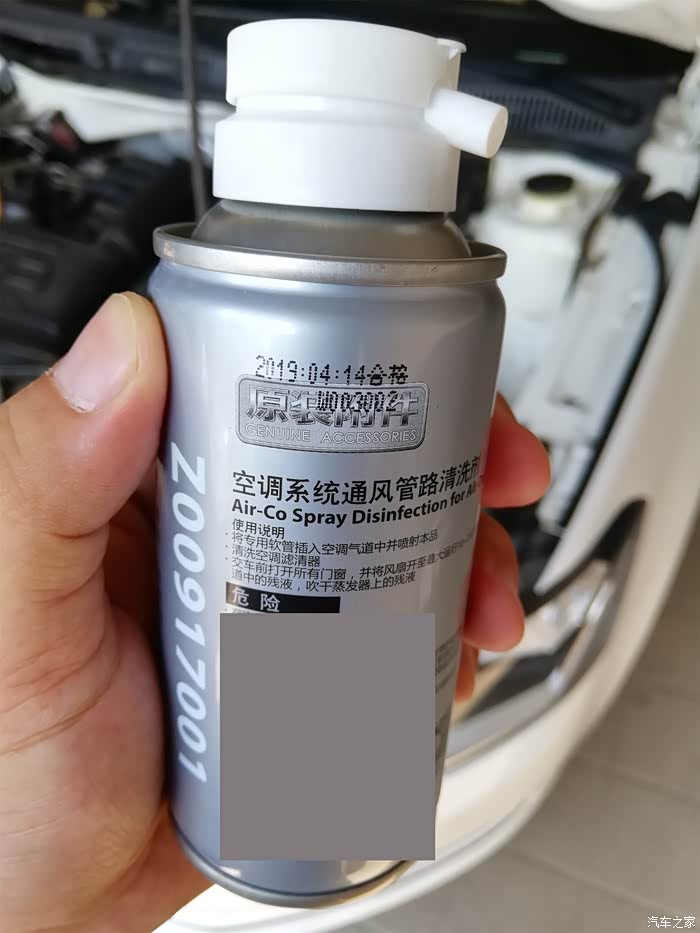 2019:04:14合格
W0V3002
原装附件
GENUINE ACCESSORIES
空调系统通风管路清洗剂
Air-Co Spray Disinfection for Air
使用说明
· 将专用软管插入空调气道中并喷射本品
· 清洗空调滤清器
· 交车前打开所有门窗，并将风扇开至最大
道中的残液，吹干蒸发器上的残液
危险
Z00917001
汽车之家